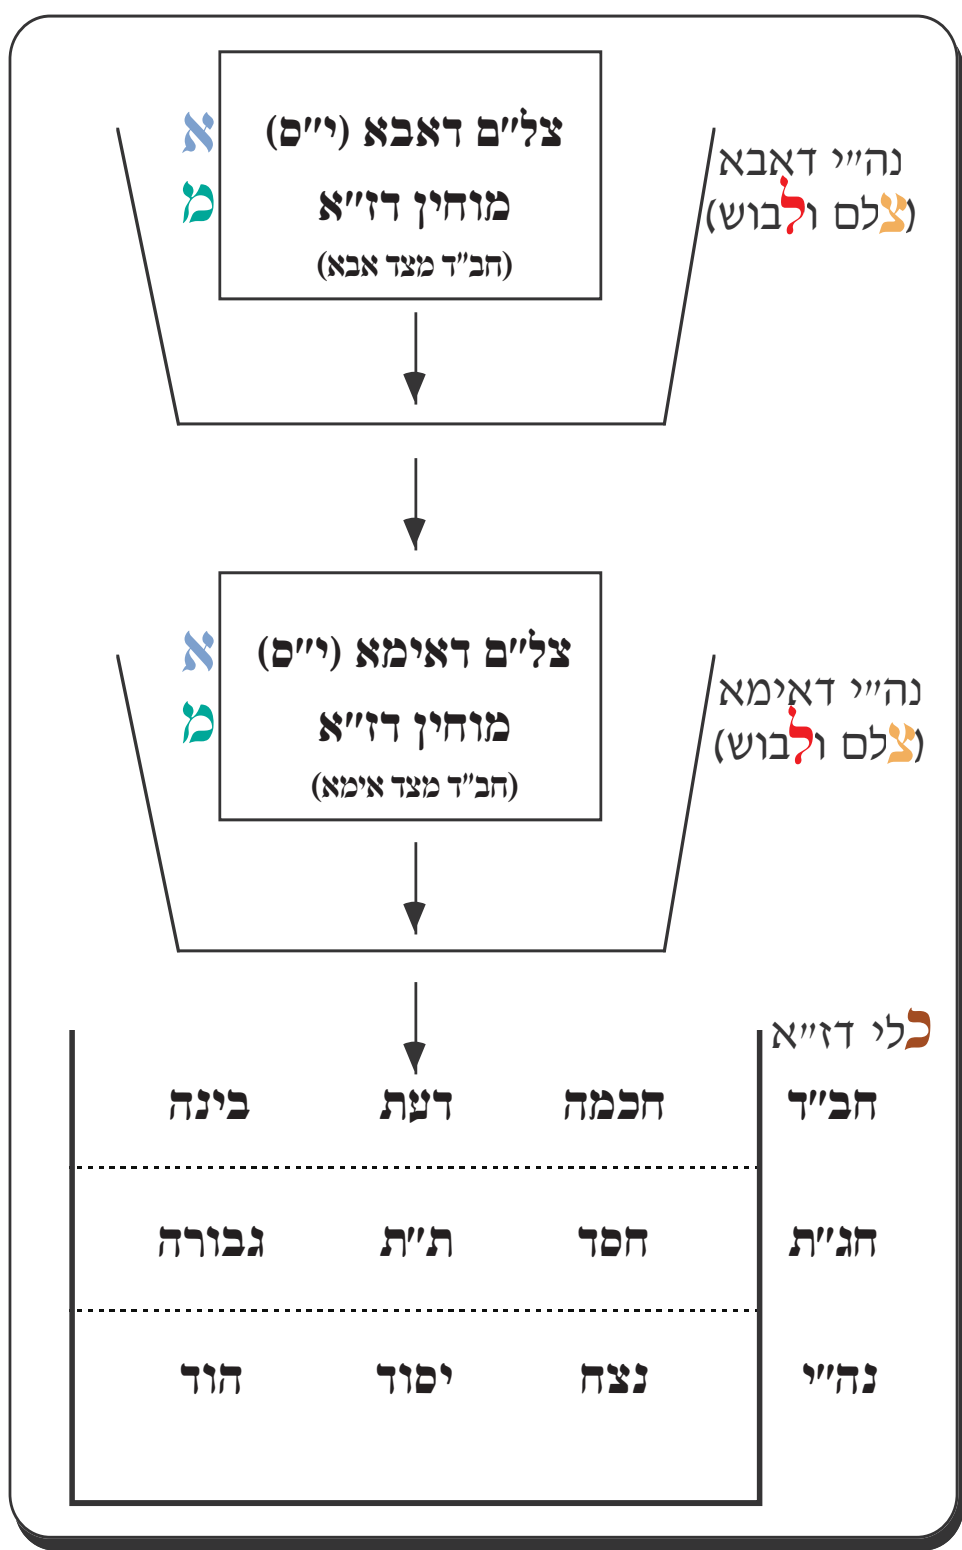 נה"י דאבא
(צלם ולבוש)
צל"ם דאבא (י"ס)
מוחין דז"א
(חב"ד מצד אבא)
א
מ
נה"י דאימא
(צלם ולבוש)
צל"ם דאימא (י"ס)
מוחין דז"א
(חב"ד מצד אימא)
א
מ
כלי דז"א
חב"ד חכמה דעת בינה
חג"ת חסד ת"ת גבורה
נה"י נצח יסוד הוד